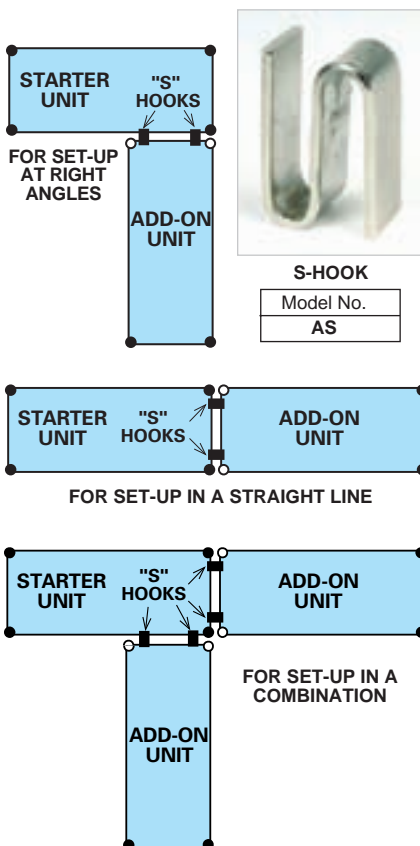 STARTER
UNIT
"S"
HOOKS
FOR SET-UP
AT RIGHT
ANGLES
ADD-ON
UNIT
S-HOOK
Model No.
AS
STARTER
UNIT
"S"
HOOKS
ADD-ON
UNIT
FOR SET-UP IN A STRAIGHT LINE
STARTER
UNIT
"S"
HOOKS
ADD-ON
UNIT
FOR SET-UP IN A
COMBINATION
ADD-ON
UNIT